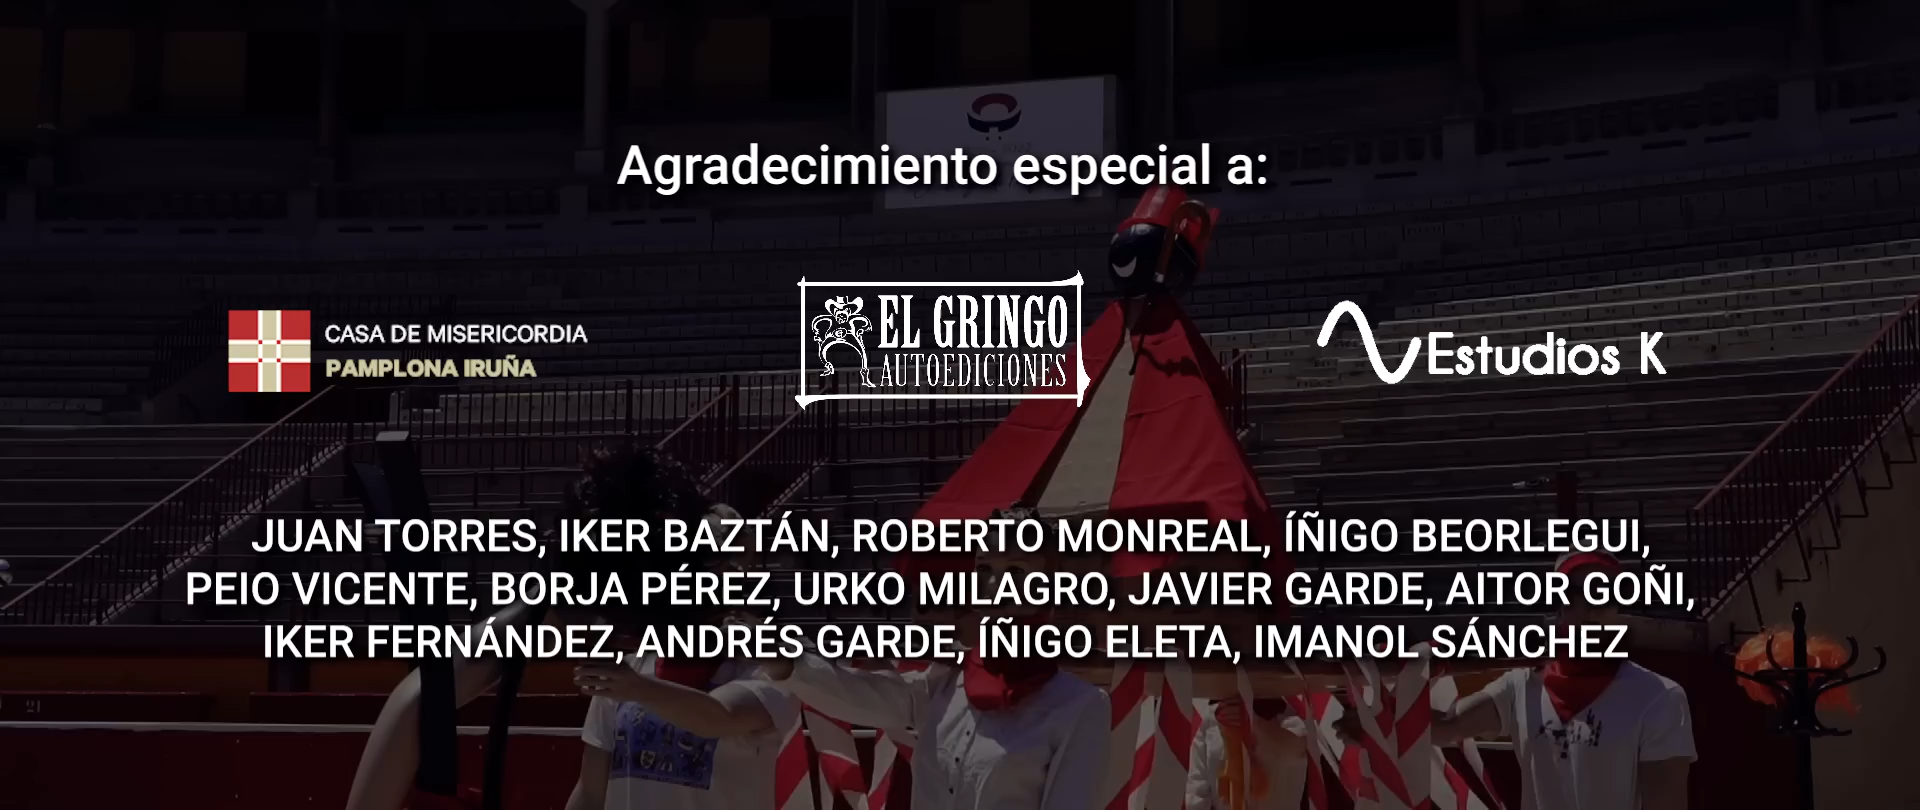 Agradecimiento especial a:
CASA DE MISERICORDIA
PAMPLONA IRUÑA
EL GRINGO
AUTOEDICIONES
Estudios K
JUAN TORRES, IKER BAZTÁN, ROBERTO MONREAL, ÍÑIGO BEORLEGUI,
PEIO VICENTE, BORJA PÉREZ, URKO MILAGRO, JAVIER GARDE, AITOR GOÑI,
IKER FERNÁNDEZ, ANDRÉS GARDE, ÍÑIGO ELETA, IMANOL SÁNCHEZ
21